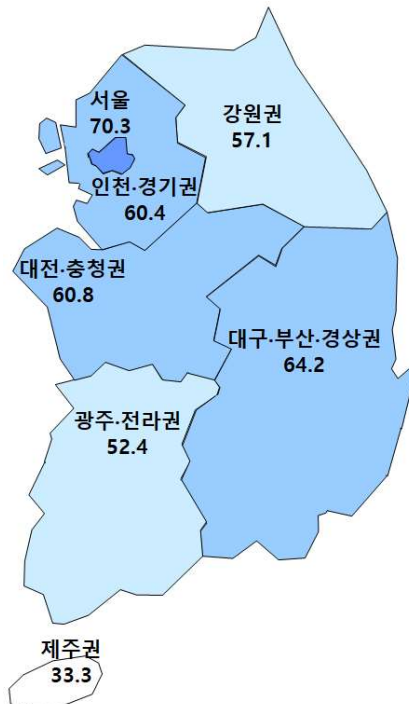 서울
70.3
강원권
57.1
인천·경기권
60.4
대전·충청권
60.8
대구·부산·경상권
64.2
광주·전라권
52.4
제주권
33.3